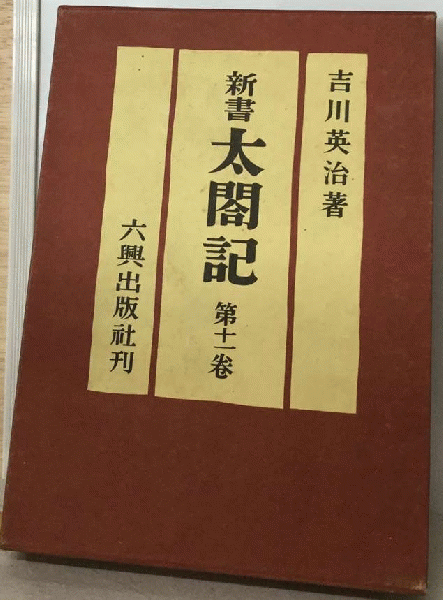 吉川英治著
新書
太閤記
第十一卷
六興出版社刊